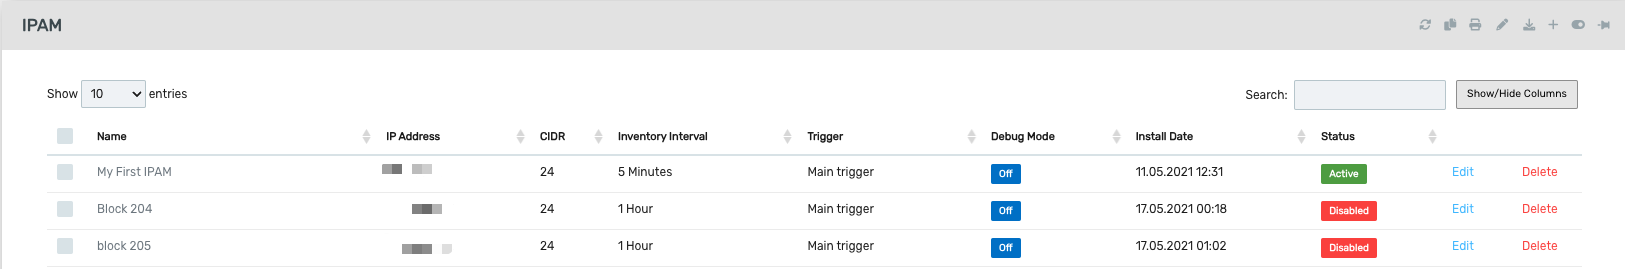 IPAM
Show 10 entries Search: Show/Hide Columns
Name IP Address CIDR Inventory Interval Trigger Debug Mode Install Date Status
My First IPAM 24 5 Minutes Main trigger Off 11.05.2021 12:31 Active Edit Delete
Block 204 24 1 Hour Main trigger Off 17.05.2021 00:18 Disabled Edit Delete
block 205 24 1 Hour Main trigger Off 17.05.2021 01:02 Disabled Edit Delete